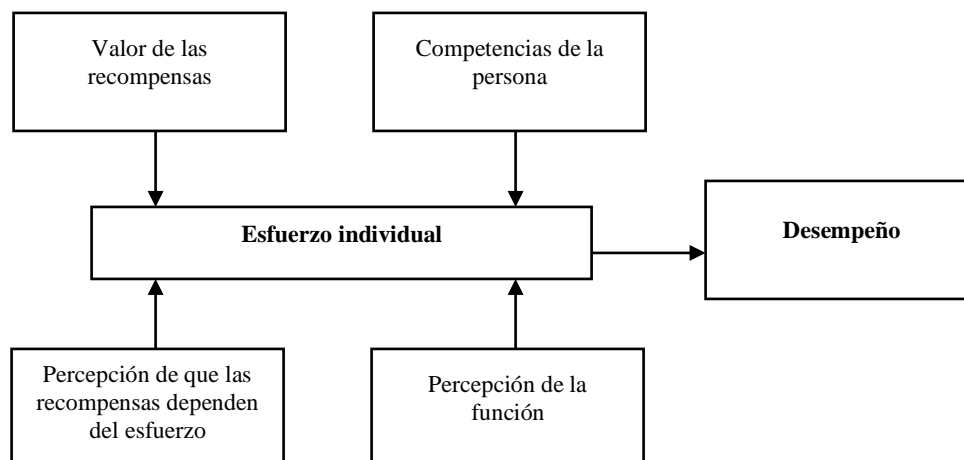 Valor de las
recompensas
Competencias de la
persona
Esfuerzo individual
Desempeño
Percepción de que las
recompensas dependen
del esfuerzo
Percepción de la
función